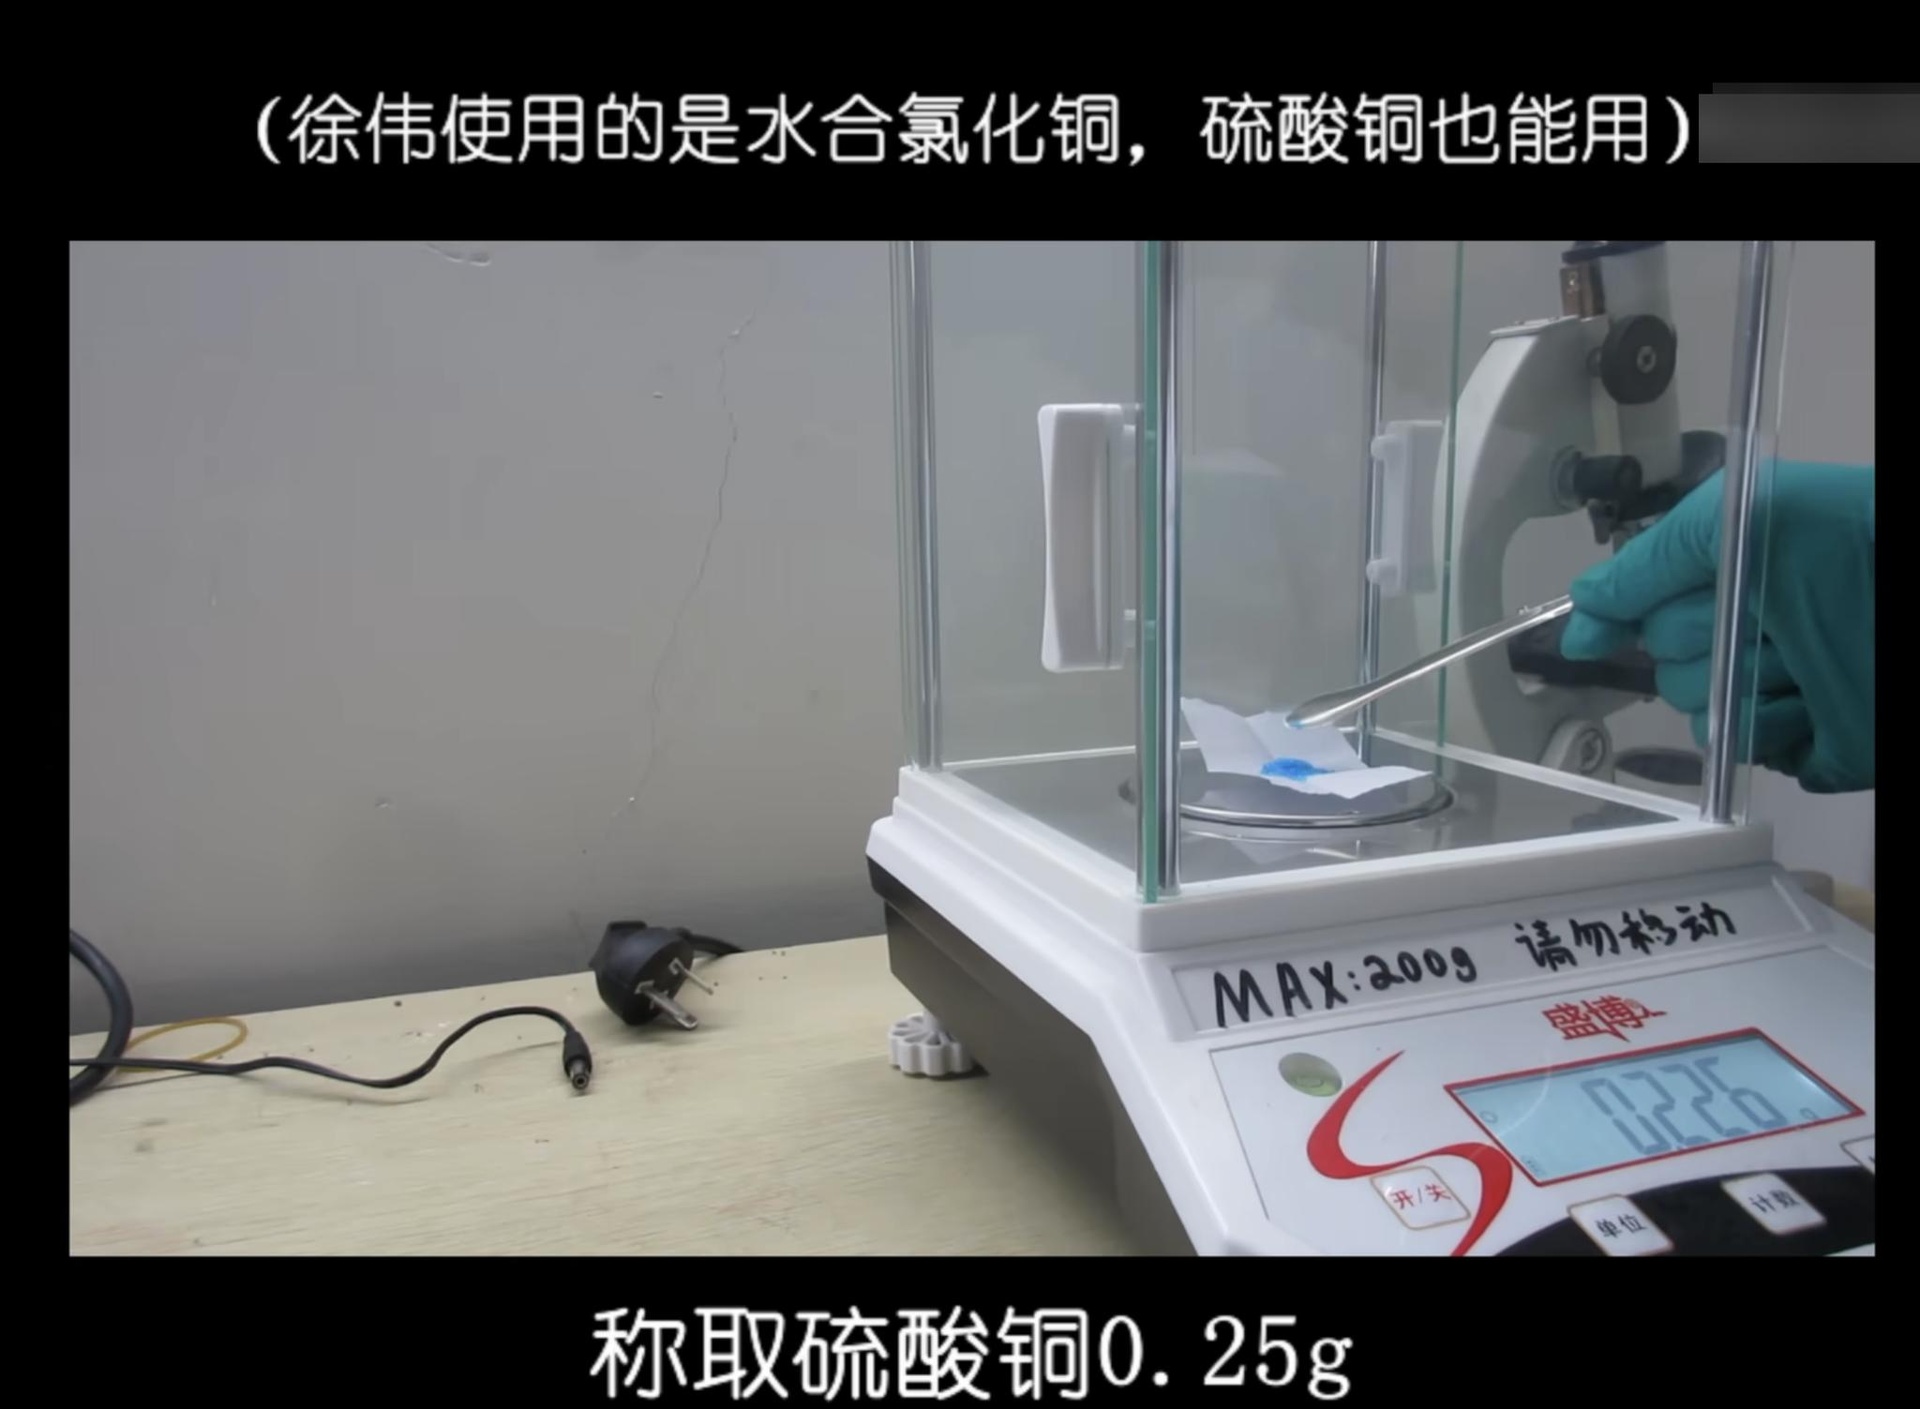 (徐伟使用的是水合氯化铜，硫酸铜也能用)
MAX:200g 请勿移动
盛博®
0.226 g
开/关
单位
计数
称取硫酸铜0.25g